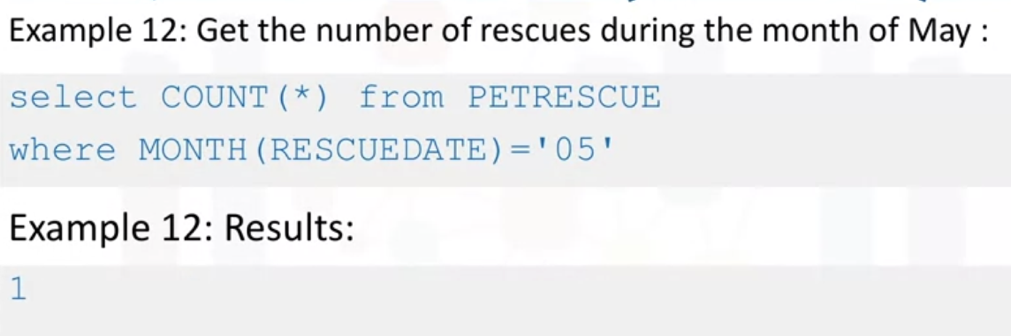 Example 12: Get the number of rescues during the month of May :
select COUNT(*) from PETRESCUE
where MONTH(RESCUEDATE)='05'
Example 12: Results:
1